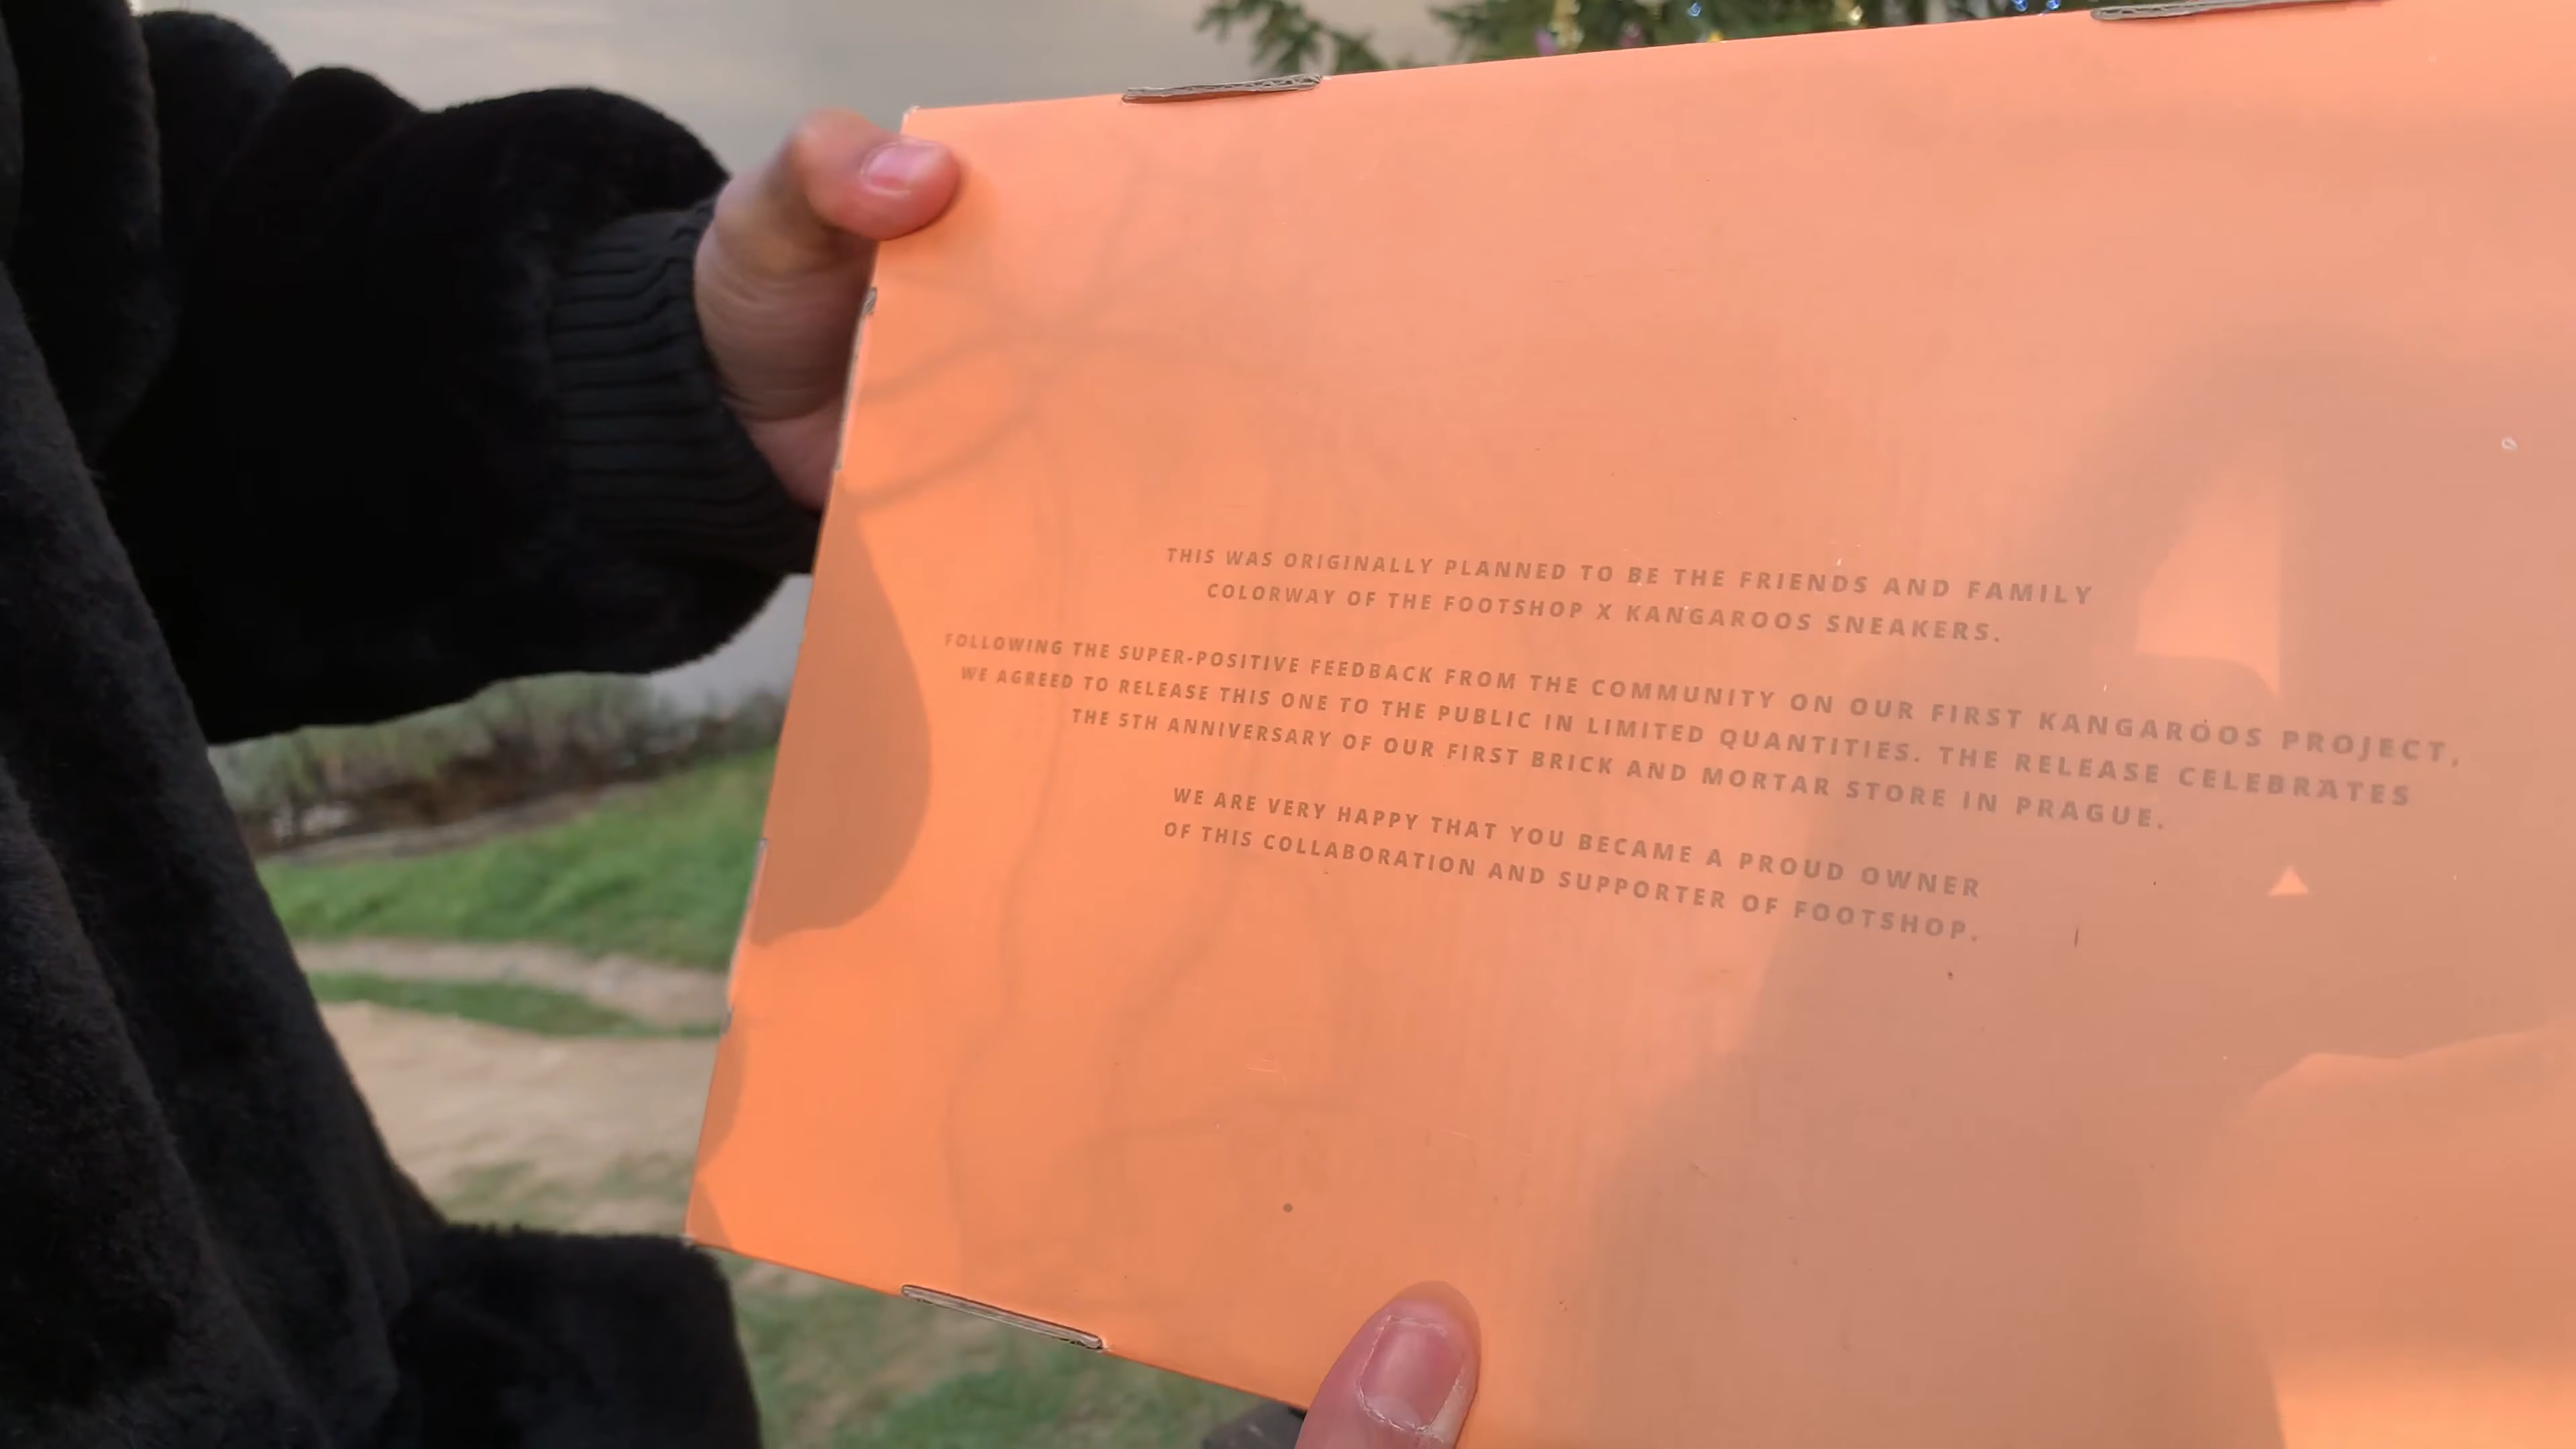 THIS WAS ORIGINALLY PLANNED TO BE THE FRIENDS AND FAMILY
COLORWAY OF THE FOOTSHOP X KANGAROOS SNEAKERS.
FOLLOWING THE SUPER-POSITIVE FEEDBACK FROM THE COMMUNITY ON OUR FIRST KANGAROOS PROJECT,
WE AGREED TO RELEASE THIS ONE TO THE PUBLIC IN LIMITED QUANTITIES. THE RELEASE CELEBRATES
THE 5TH ANNIVERSARY OF OUR FIRST BRICK AND MORTAR STORE IN PRAGUE.
WE ARE VERY HAPPY THAT YOU BECAME A PROUD OWNER
OF THIS COLLABORATION AND SUPPORTER OF FOOTSHOP.